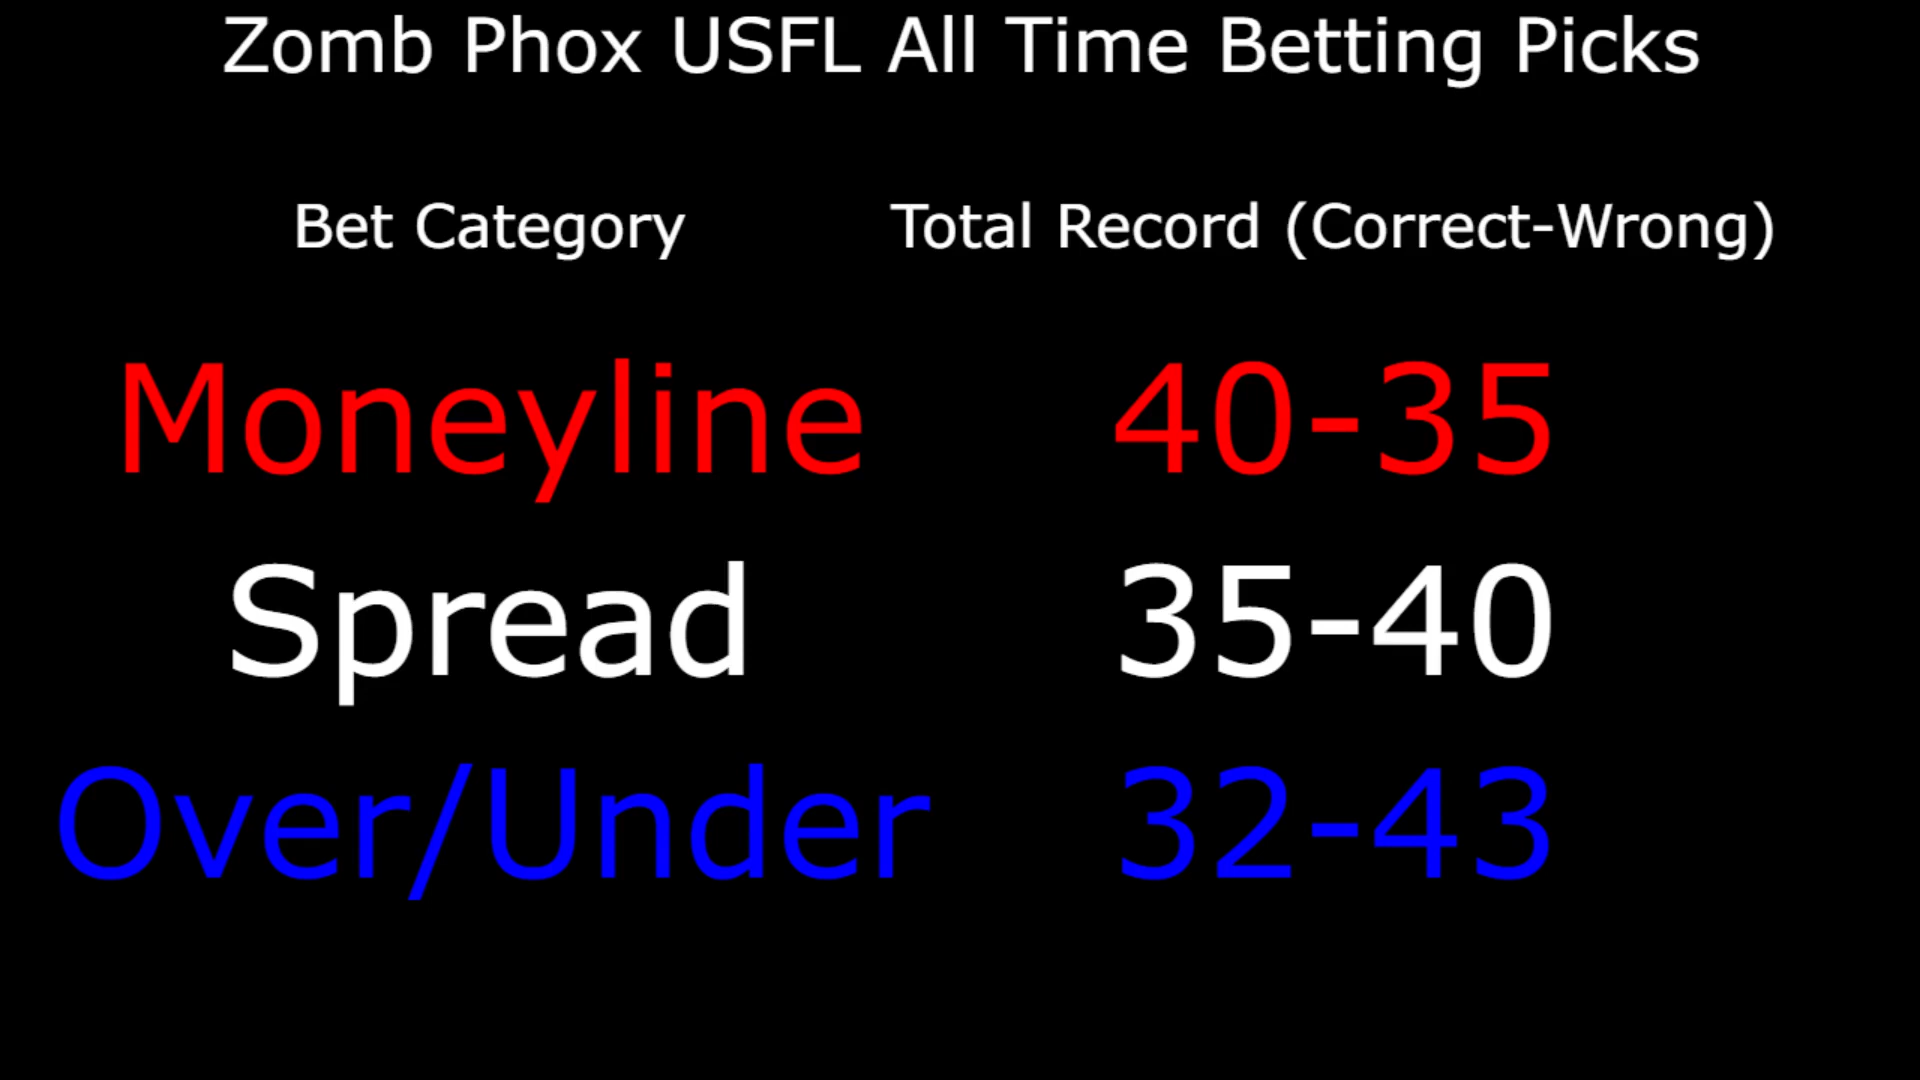 Zomb Phox USFL All Time Betting Picks
Bet Category Total Record (Correct-Wrong)
Moneyline 40-35
Spread 35-40
Over/Under 32-43